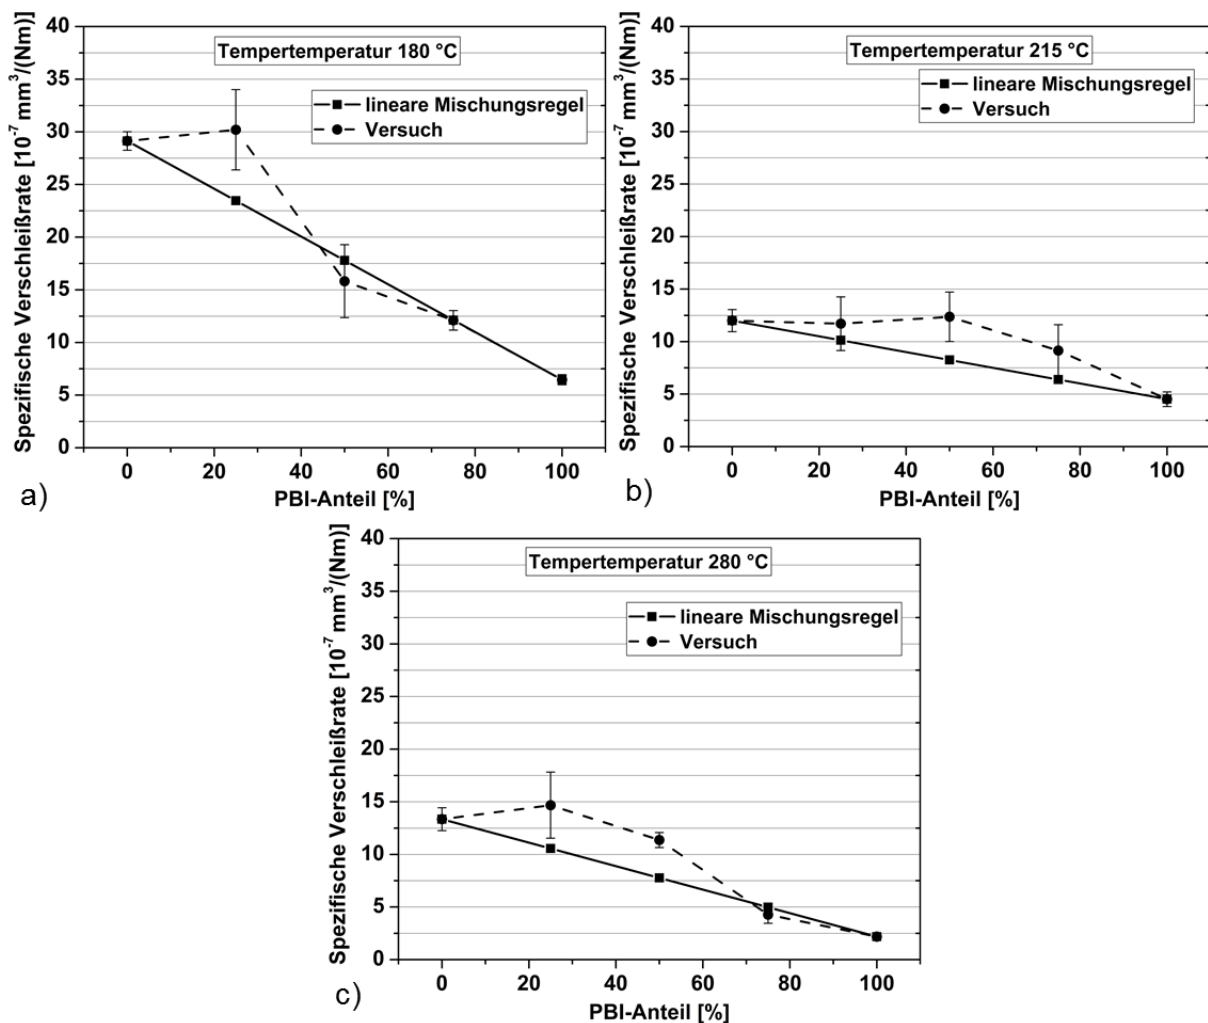 Spezifische Verschleißrate [10⁻⁷ mm³/(Nm)]
40
35
30
25
20
15
10
5
0
Tempertemperatur 180 °C
lineare Mischungsregel
Versuch
0 20 40 60 80 100
PBI-Anteil [%]
a)
Spezifische Verschleißrate [10⁻⁷ mm³/(Nm)]
40
35
30
25
20
15
10
5
0
Tempertemperatur 215 °C
lineare Mischungsregel
Versuch
0 20 40 60 80 100
PBI-Anteil [%]
b)
Spezifische Verschleißrate [10⁻⁷ mm³/(Nm)]
40
35
30
25
20
15
10
5
0
Tempertemperatur 280 °C
lineare Mischungsregel
Versuch
0 20 40 60 80 100
PBI-Anteil [%]
c)